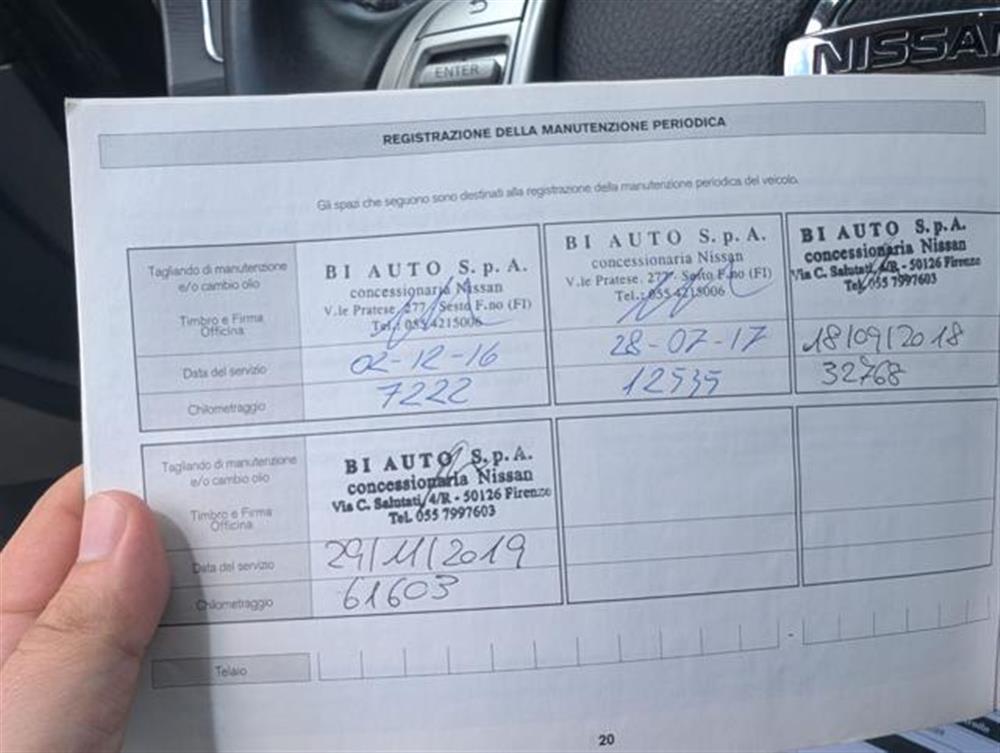 ENTER
NISSAN
REGISTRAZIONE DELLA MANUTENZIONE PERIODICA
Gli spazi che seguono sono destinati alla registrazione della manutenzione periodica del veicolo.
Tagliando di manutenzione
e/o cambio olio
Timbro e Firma
Officina
BI AUTO S.p.A.
concessionaria Nissan
V.le Pratese, 277, Sesto F.no (FI)
Tel.: 055 4215006
BI AUTO S.p.A.
concessionaria Nissan
V.le Pratese, 277, Sesto F.no (FI)
Tel.: 055 4215006
BI AUTO S.p.A.
concessionaria Nissan
Via C. Salutati, 4/R - 50126 Firenze
Tel. 055 7997603
Data del servizio
02-12-16
28-07-17
18/09/2018
Chilometraggio
7222
12535
32768
Tagliando di manutenzione
e/o cambio olio
Timbro e Firma
Officina
BI AUTO S.p.A.
concessionaria Nissan
Via C. Salutati, 4/R - 50126 Firenze
Tel. 055 7997603
Data del servizio
29/11/2019
Chilometraggio
61603
Telaio
-
20